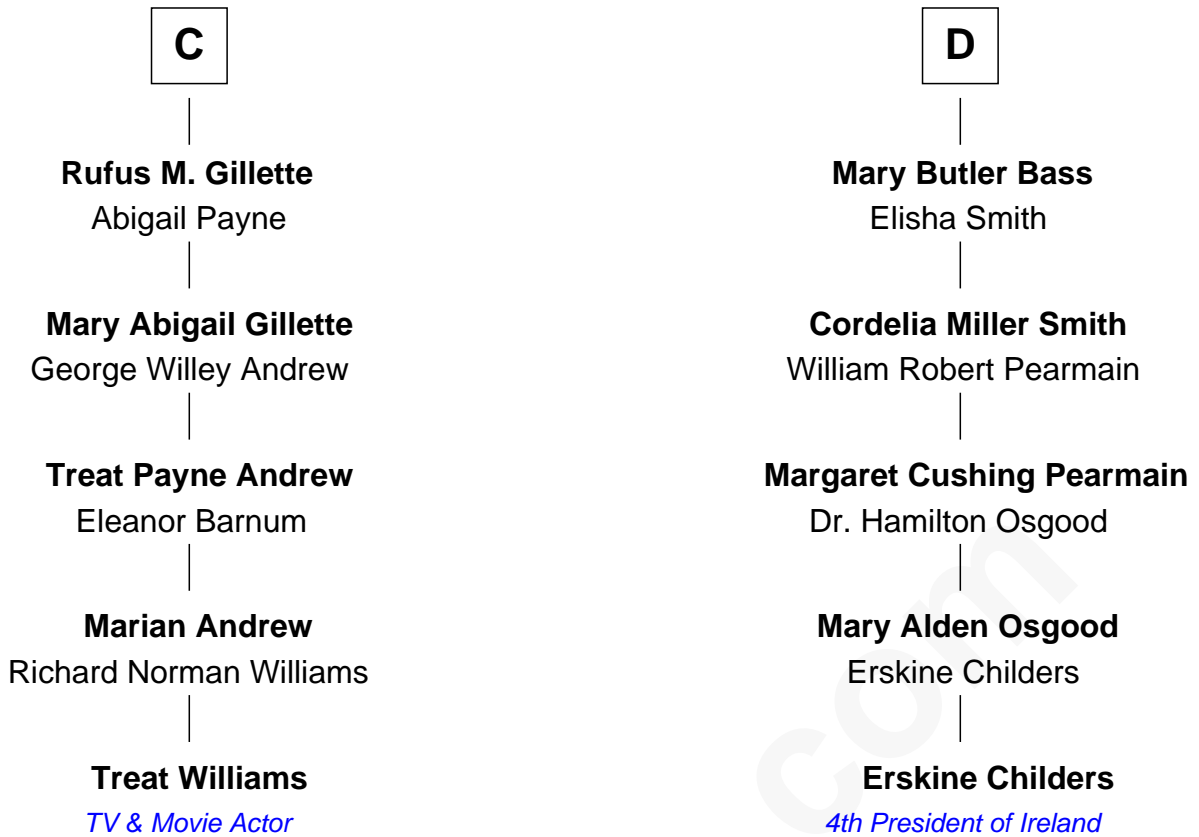 C
Rufus M. Gillette
Abigail Payne
Mary Abigail Gillette
George Willey Andrew
Treat Payne Andrew
Eleanor Barnum
Marian Andrew
Richard Norman Williams
Treat Williams
TV & Movie Actor
D
Mary Butler Bass
Elisha Smith
Cordelia Miller Smith
William Robert Pearmain
Margaret Cushing Pearmain
Dr. Hamilton Osgood
Mary Alden Osgood
Erskine Childers
Erskine Childers
4th President of Ireland
com